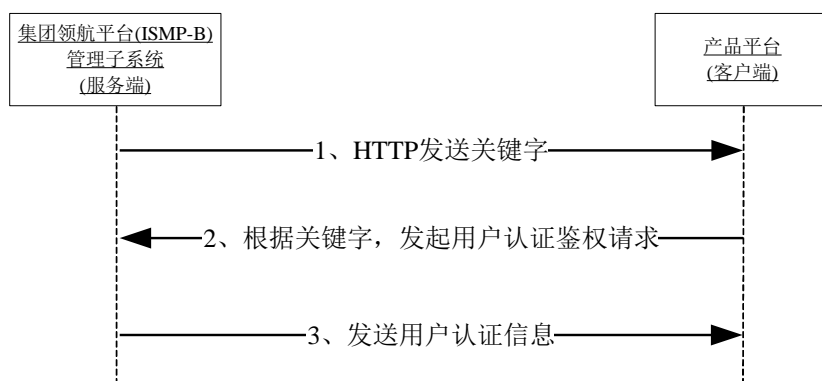 集团领航平台(ISMP-B)
管理子系统
(服务端)
产品平台
(客户端)
1、HTTP发送关键字
2、根据关键字，发起用户认证鉴权请求
3、发送用户认证信息